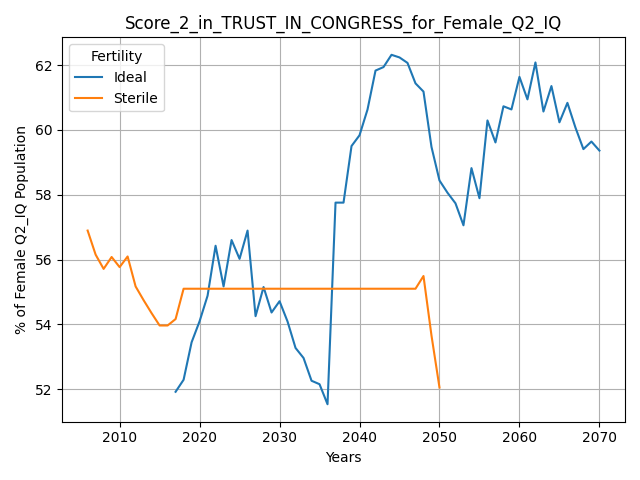 Score_2_in_TRUST_IN_CONGRESS_for_Female_Q2_IQ
Fertility
Ideal
Sterile
% of Female Q2_IQ Population
62
60
58
56
54
52
2010 2020 2030 2040 2050 2060 2070
Years